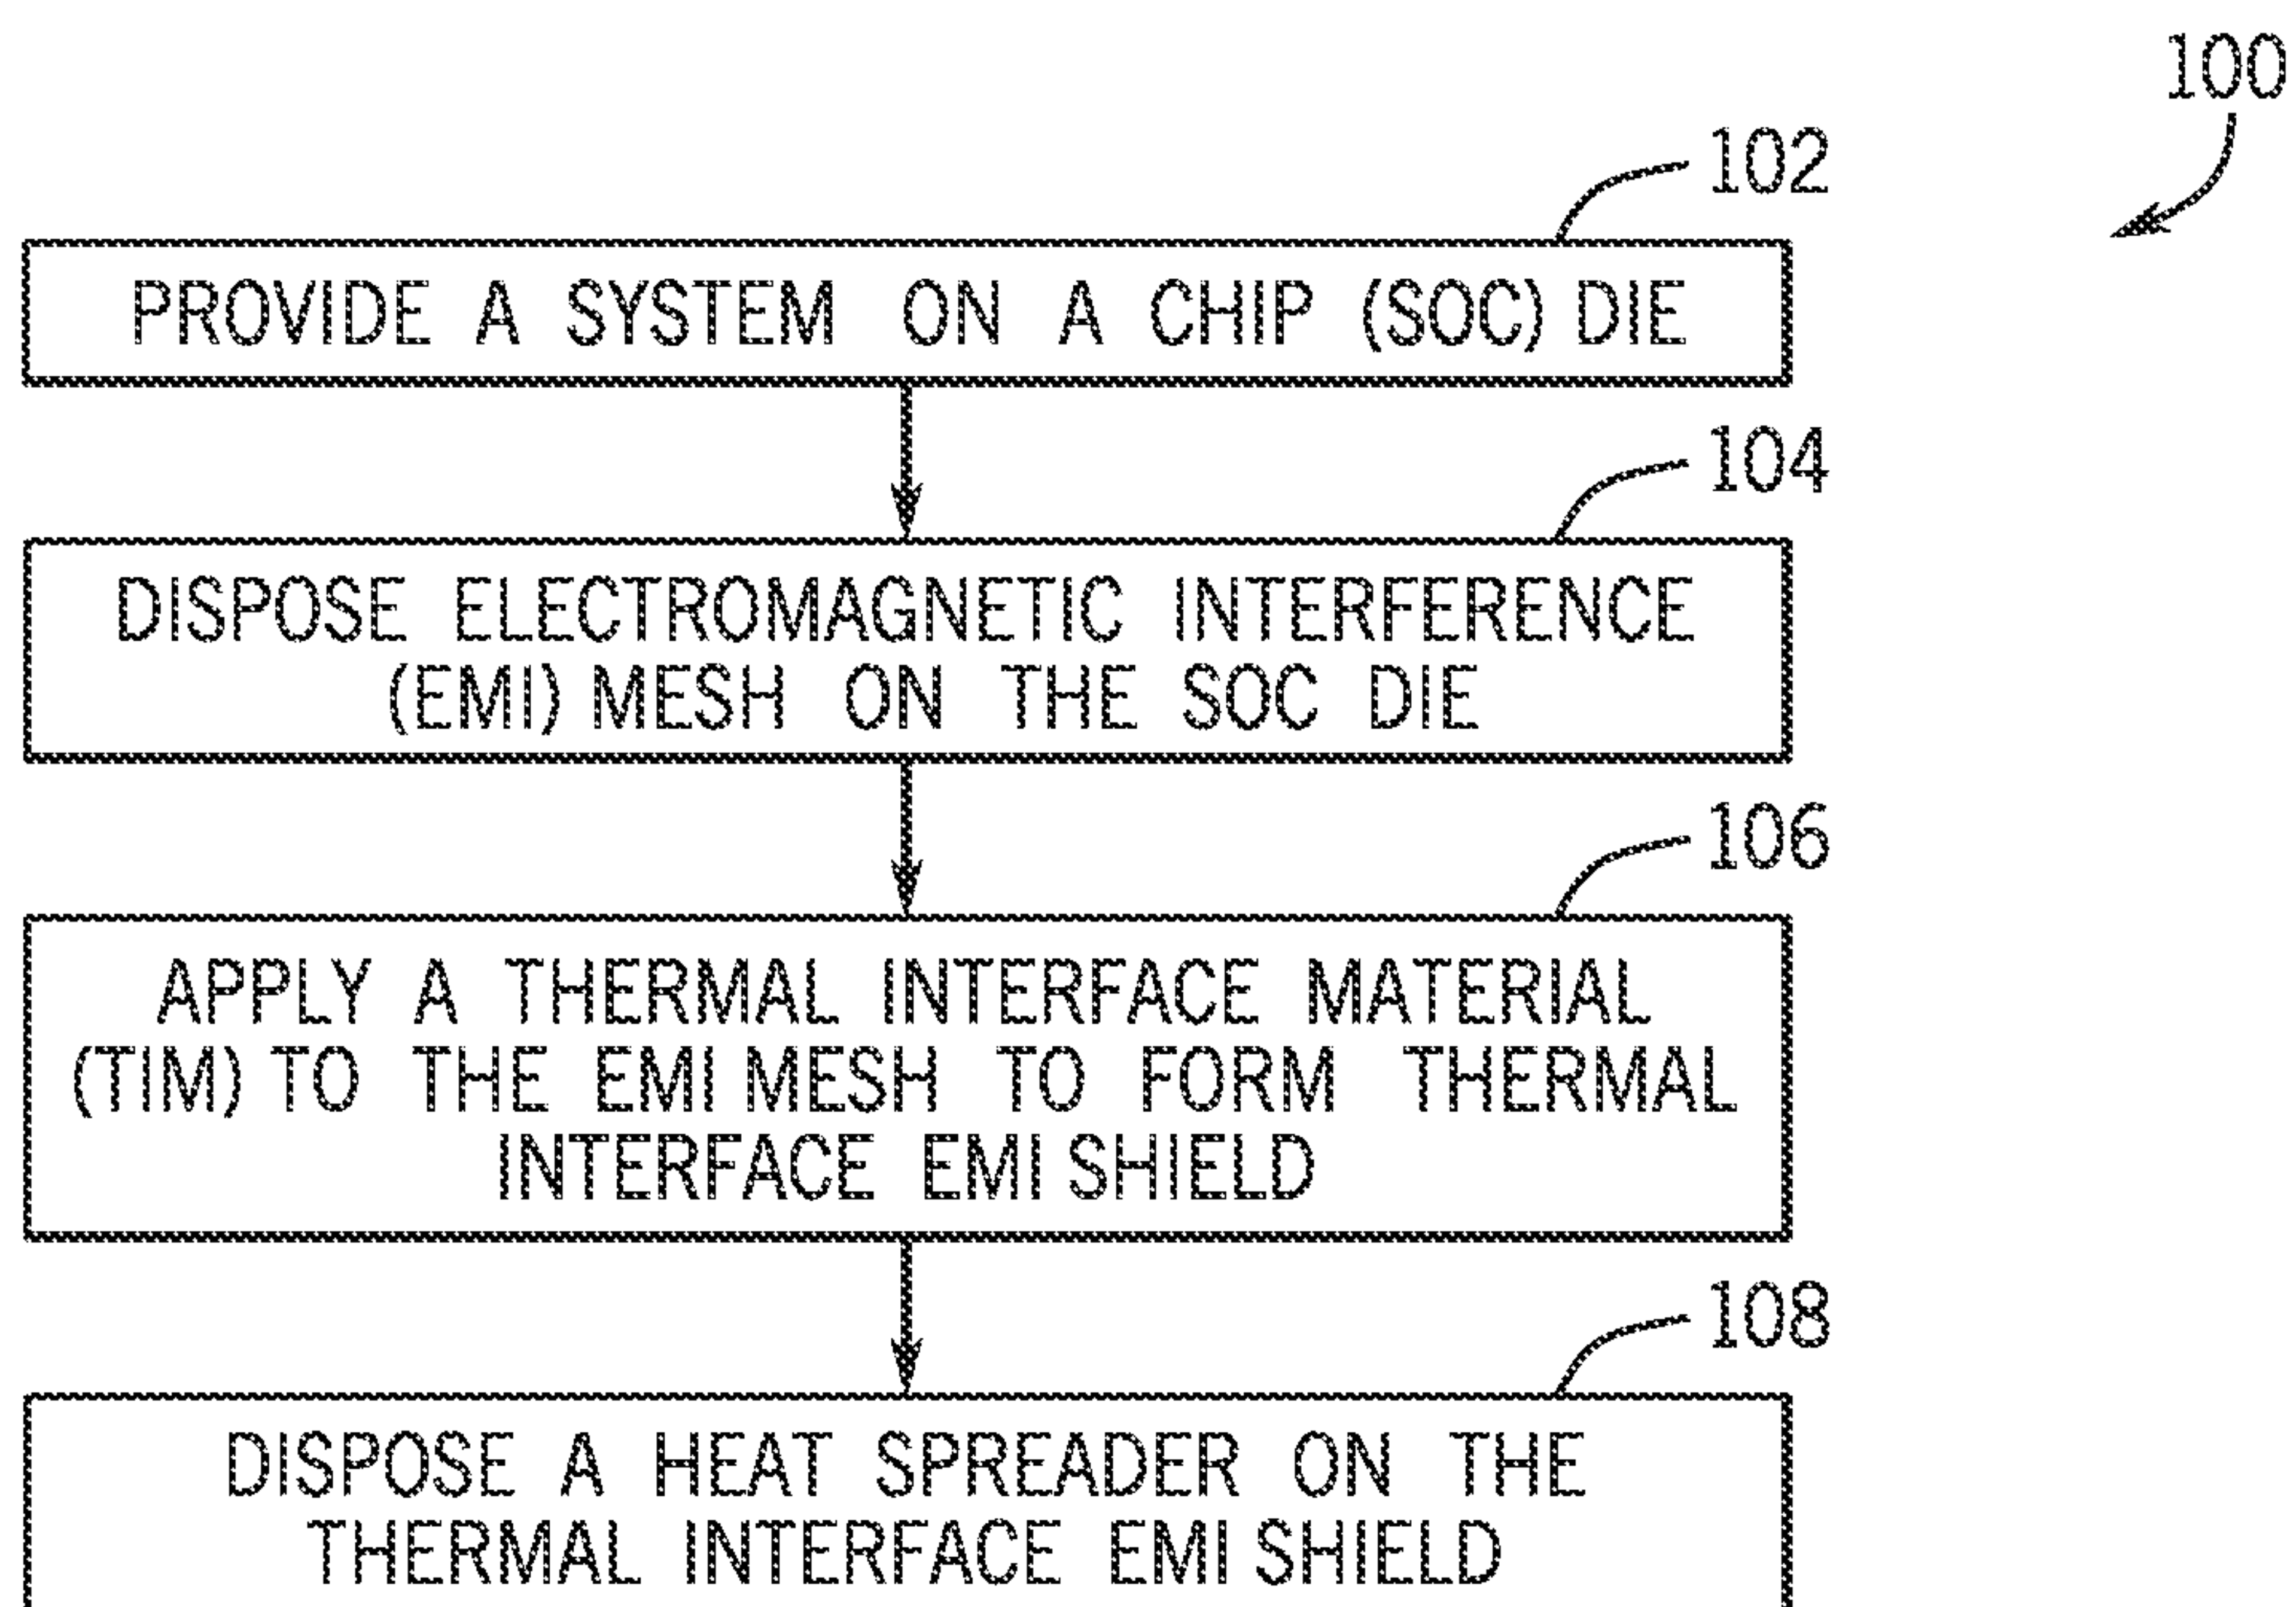 100
102
PROVIDE A SYSTEM ON A CHIP (SOC) DIE
104
DISPOSE ELECTROMAGNETIC INTERFERENCE
(EMI) MESH ON THE SOC DIE
106
APPLY A THERMAL INTERFACE MATERIAL
(TIM) TO THE EMI MESH TO FORM THERMAL
INTERFACE EMI SHIELD
108
DISPOSE A HEAT SPREADER ON THE
THERMAL INTERFACE EMI SHIELD